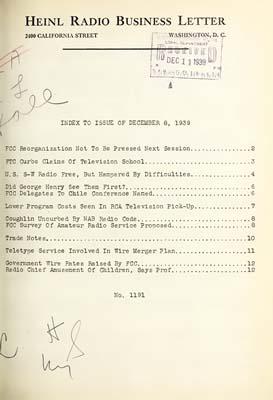 HEINL RADIO BUSINESS LETTER
2400 CALIFORNIA STREET WASHINGTON, D. C.
DEC 11 1939
INDEX TO ISSUE OF DECEMBER 8, 1939
FCC Reorganization Not To Be Pressed Next Session...............2
FTC Curbs Claims Of Television School...........................3
U. S. S-W Radio Free, But Hampered By Difficulties..............4
Did George Henry See Them First?................................6
FCC Delegates To Chile Conference Named.........................6
Lower Program Costs Seen In RCA Television Pick-Up..............7
Coughlin Uncurbed By NAB Radio Code.............................8
FCC Survey Of Amateur Radio Service Proposed....................8
Trade Notes....................................................10
Teletype Service Involved In Wire Merger Plan..................11
Government Wire Rates Raised By FCC............................12
Radio Chief Amusement Of Children, Says Prof...................12
No. 1191